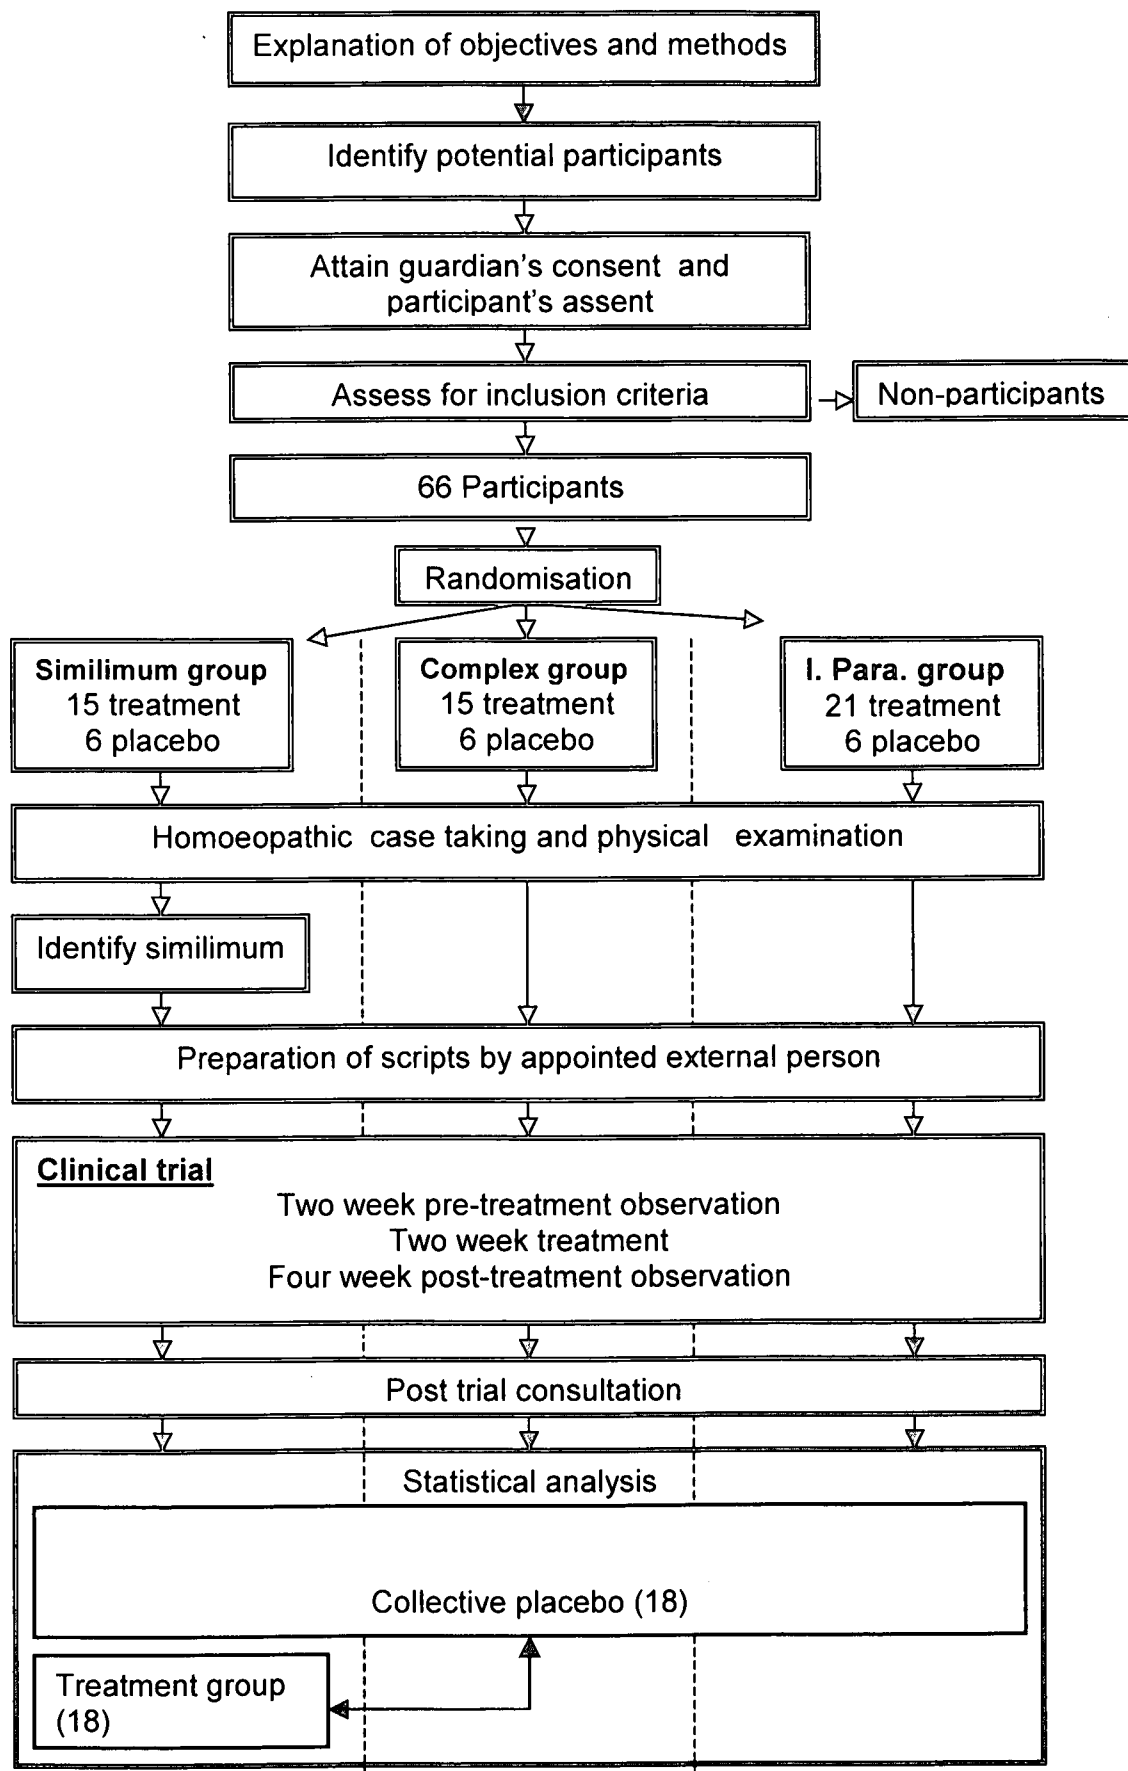 Explanation of objectives and methods
Identify potential participants
Attain guardian's consent and
participant's assent
Assess for inclusion criteria
Non-participants
66 Participants
Randomisation
Similimum group
15 treatment
6 placebo
Complex group
15 treatment
6 placebo
I. Para. group
21 treatment
6 placebo
Homoeopathic case taking and physical examination
Identify similimum
Preparation of scripts by appointed external person
Clinical trial
Two week pre-treatment observation
Two week treatment
Four week post-treatment observation
Post trial consultation
Statistical analysis
Collective placebo (18)
Treatment group
(18)